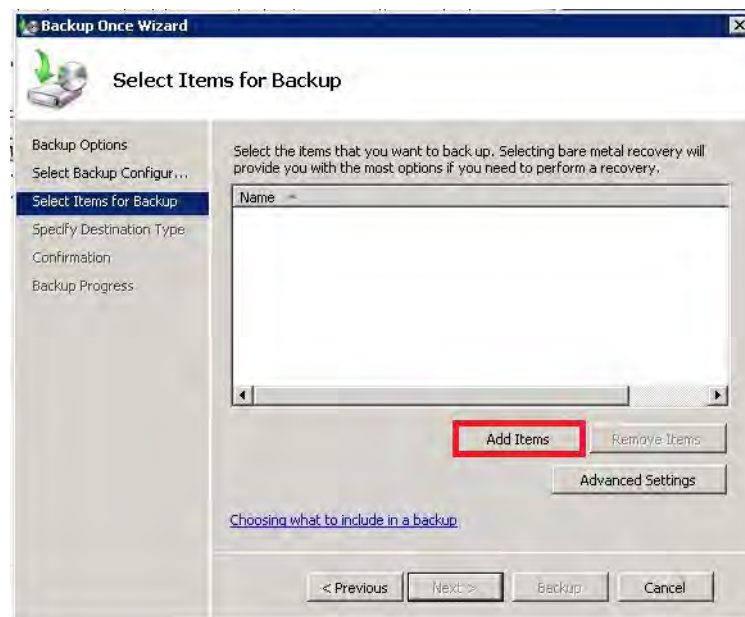 Backup Once Wizard
Select Items for Backup
Backup Options
Select Backup Configur...
Select Items for Backup
Specify Destination Type
Confirmation
Backup Progress
Select the items that you want to back up. Selecting bare metal recovery will
provide you with the most options if you need to perform a recovery.
Name
Add Items
Remove Items
Advanced Settings
Choosing what to include in a backup
< Previous
Next >
Backup
Cancel